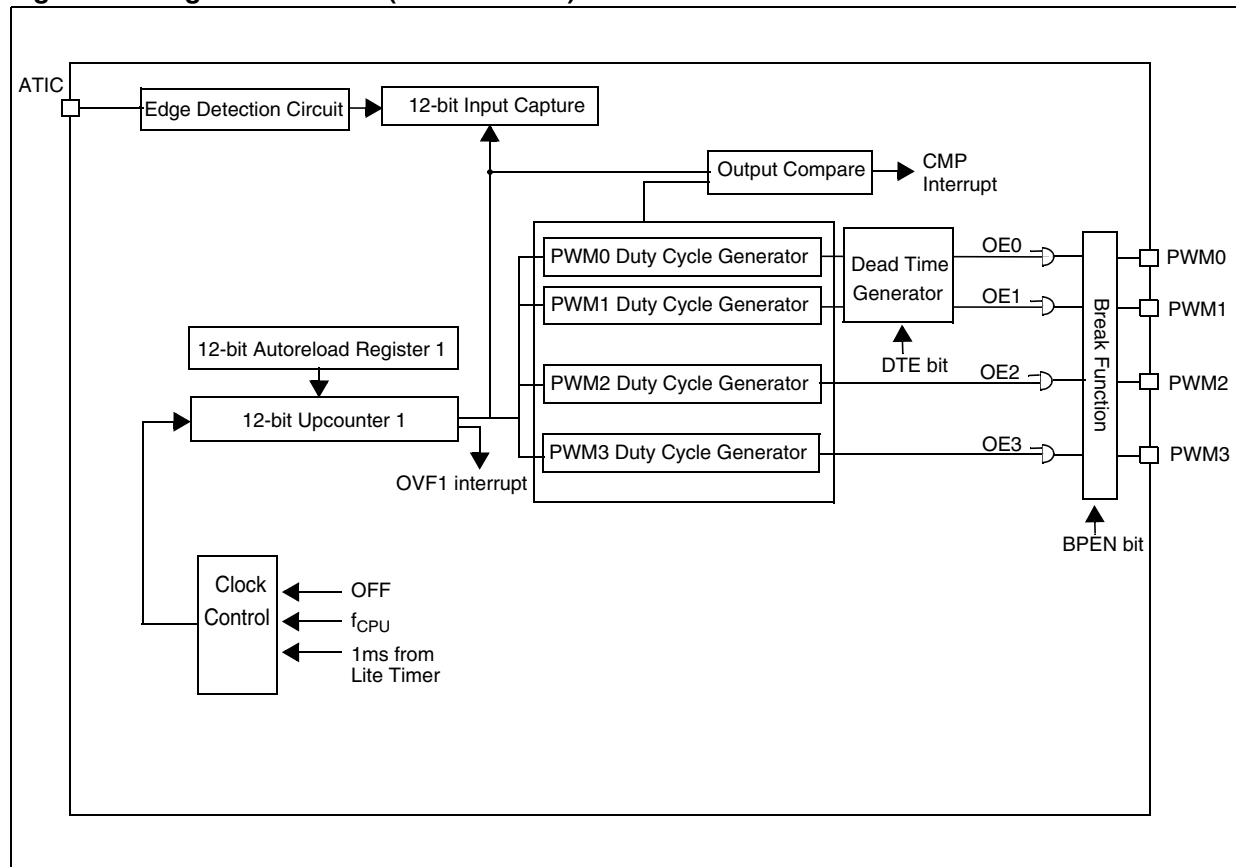 ATIC
Edge Detection Circuit
12-bit Input Capture
Output Compare
CMP
Interrupt
PWM0 Duty Cycle Generator
PWM1 Duty Cycle Generator
PWM2 Duty Cycle Generator
PWM3 Duty Cycle Generator
Dead Time
Generator
DTE bit
OE0
OE1
OE2
OE3
Break Function
BPEN bit
PWM0
PWM1
PWM2
PWM3
12-bit Autoreload Register 1
12-bit Upcounter 1
OVF1 interrupt
Clock
Control
OFF
fCPU
1ms from
Lite Timer